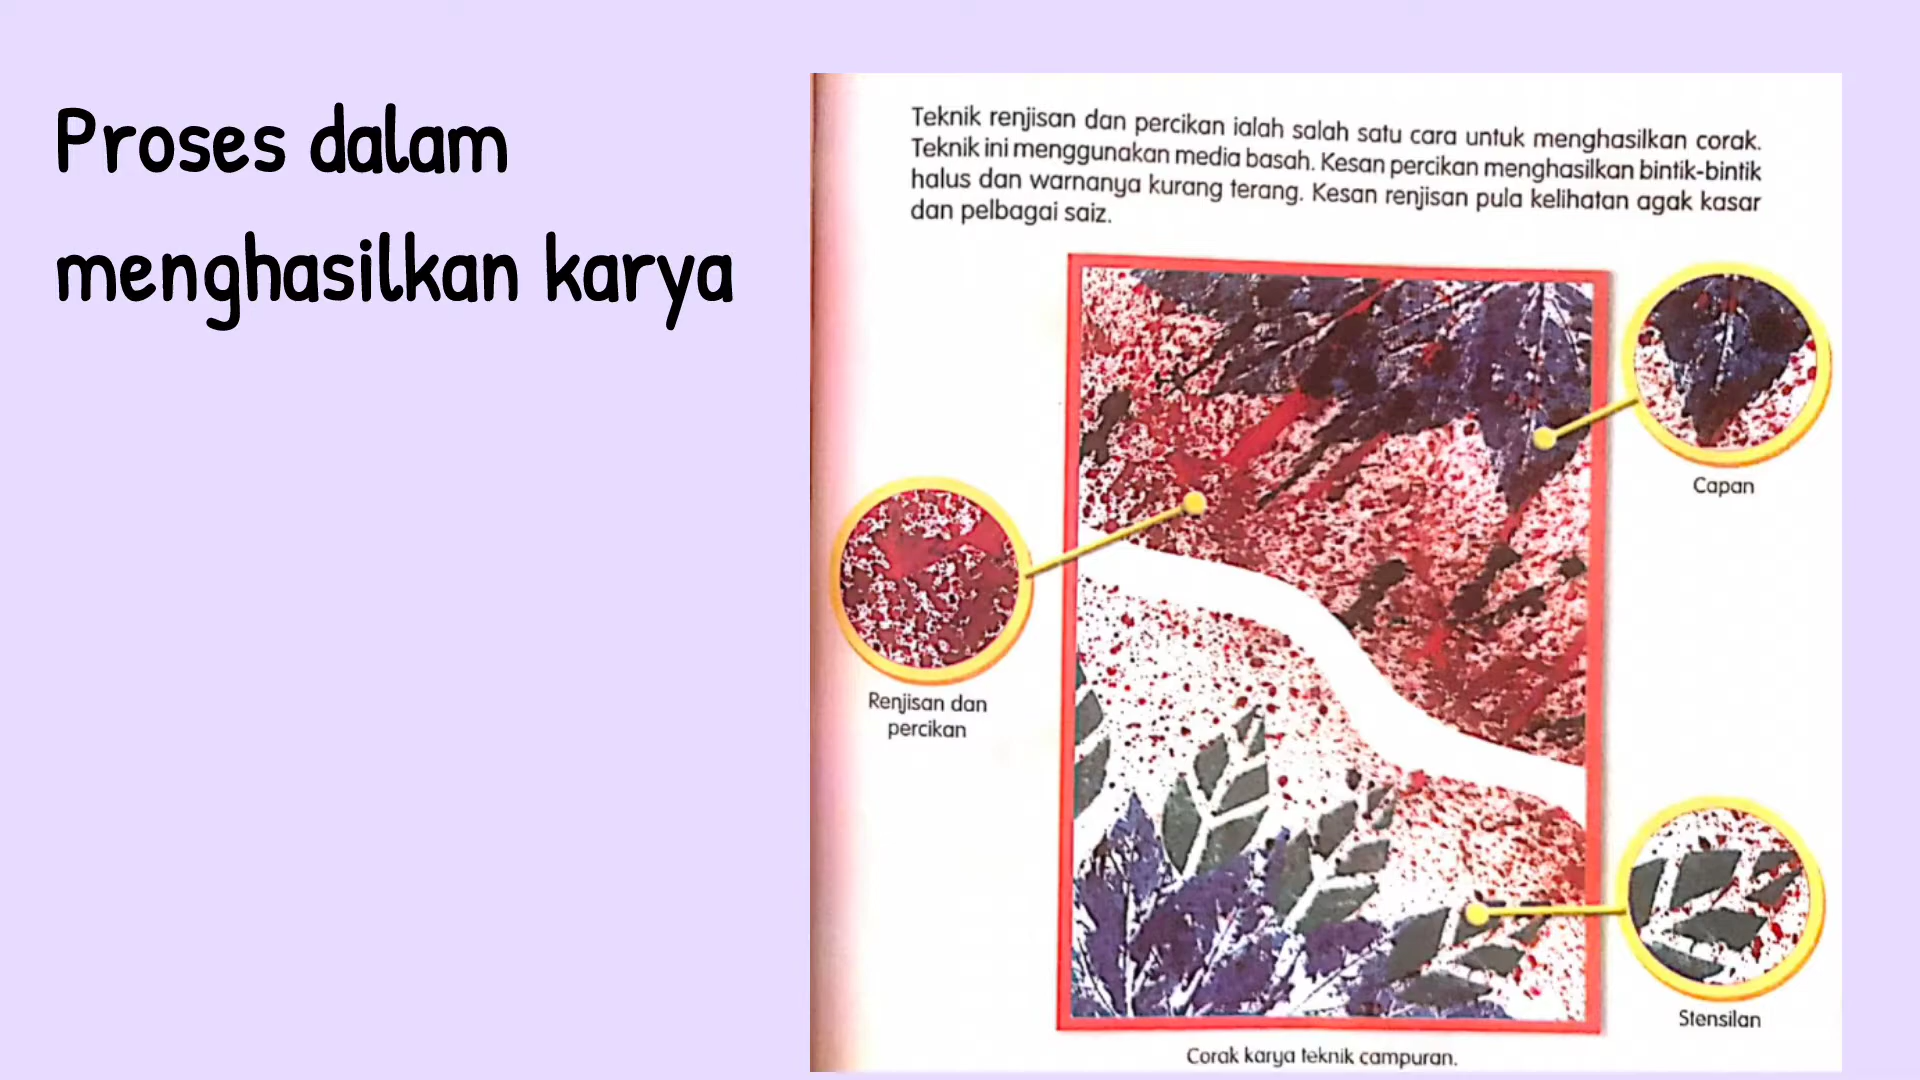 Proses dalam
menghasilkan karya
Teknik renjisan dan percikan ialah salah satu cara untuk menghasilkan corak.
Teknik ini menggunakan media basah. Kesan percikan menghasilkan bintik-bintik
halus dan warnanya kurang terang. Kesan renjisan pula kelihatan agak kasar
dan pelbagai saiz.
Capan
Renjisan dan
percikan
Stensilan
Corak karya teknik campuran.